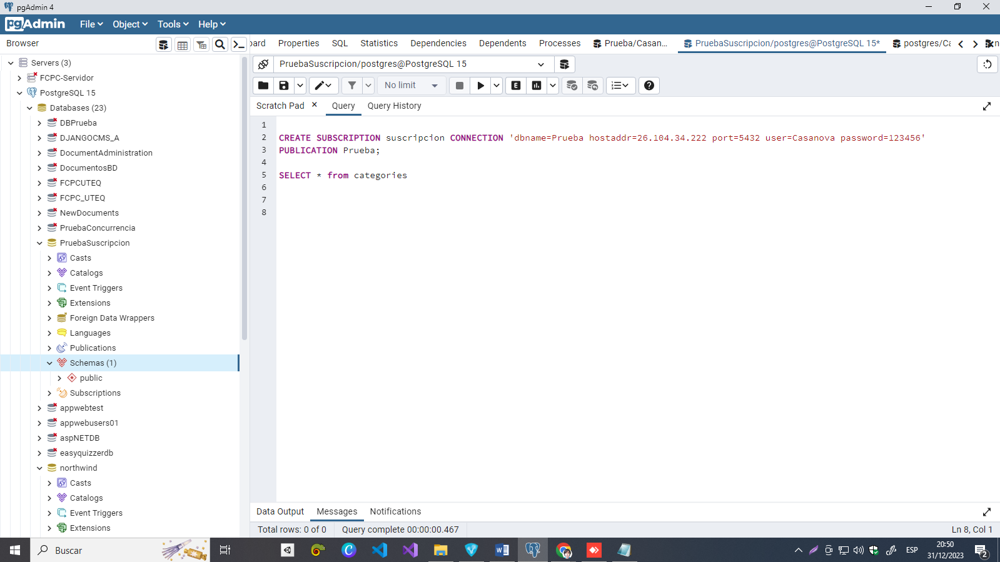 pgAdmin 4
pgAdmin File Object Tools Help
Browser
oard Properties SQL Statistics Dependencies Dependents Processes Prueba/Casan... PruebaSuscripcion/postgres@PostgreSQL 15* postgres/Ca
Servers (3)
FCPC-Servidor
PostgreSQL 15
Databases (23)
DBPrueba
DJANGOCMS_A
DocumentAdministration
DocumentosBD
FCPCUTEQ
FCPC_UTEQ
NewDocuments
PruebaConcurrencia
PruebaSuscripcion
Casts
Catalogs
Event Triggers
Extensions
Foreign Data Wrappers
Languages
Publications
Schemas (1)
public
Subscriptions
appwebtest
appwebusers01
aspNETDB
easyquizzerdb
northwind
Casts
Catalogs
Event Triggers
Extensions
PruebaSuscripcion/postgres@PostgreSQL 15
No limit E
Scratch Pad Query Query History
1
2 CREATE SUBSCRIPTION suscripcion CONNECTION 'dbname=Prueba hostaddr=26.104.34.222 port=5432 user=Casanova password=123456'
3 PUBLICATION Prueba;
4
5 SELECT * from categories
6
7
8
Data Output Messages Notifications
Total rows: 0 of 0 Query complete 00:00:00.467 Ln 8, Col 1
Buscar
ESP
20:50
31/12/2023
2